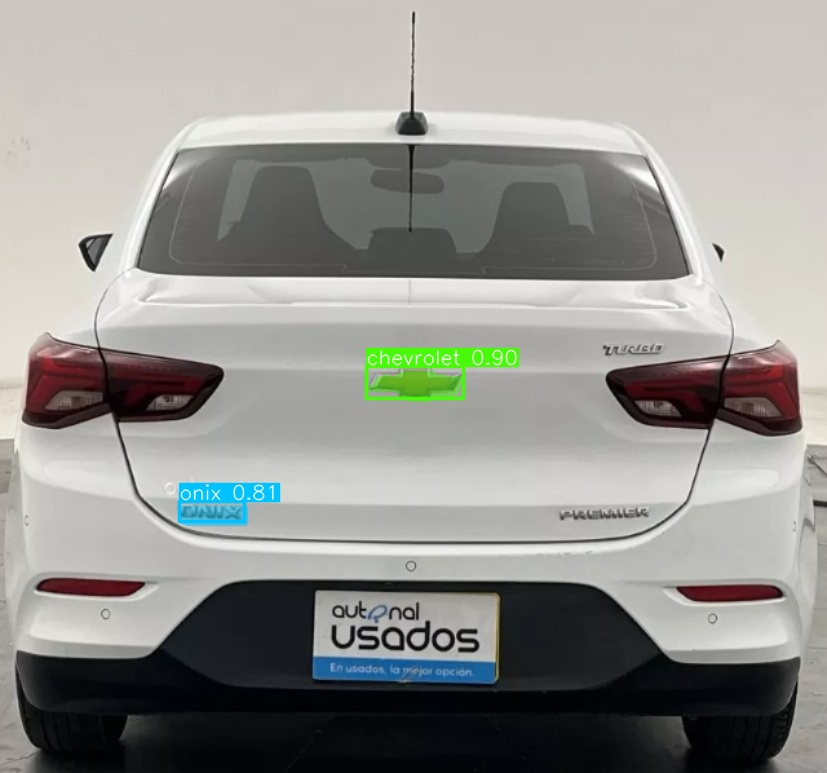 TURBO
chevrolet 0.90
onix 0.81
ONIX
PREMIER
autonal
usados
En usados, la mejor opción.